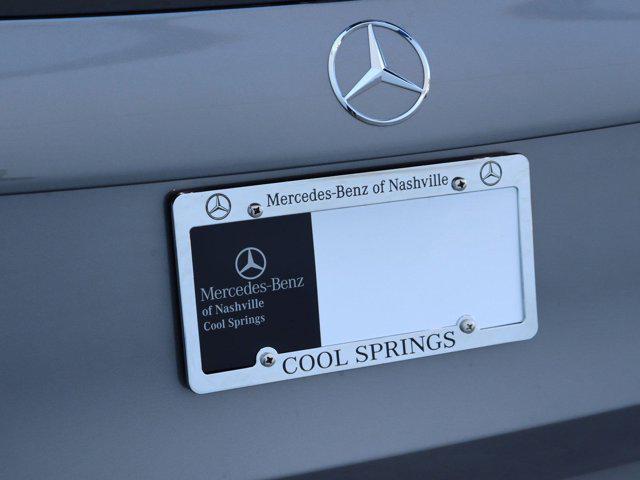 Mercedes-Benz of Nashville
Mercedes-Benz
of Nashville
Cool Springs
COOL SPRINGS